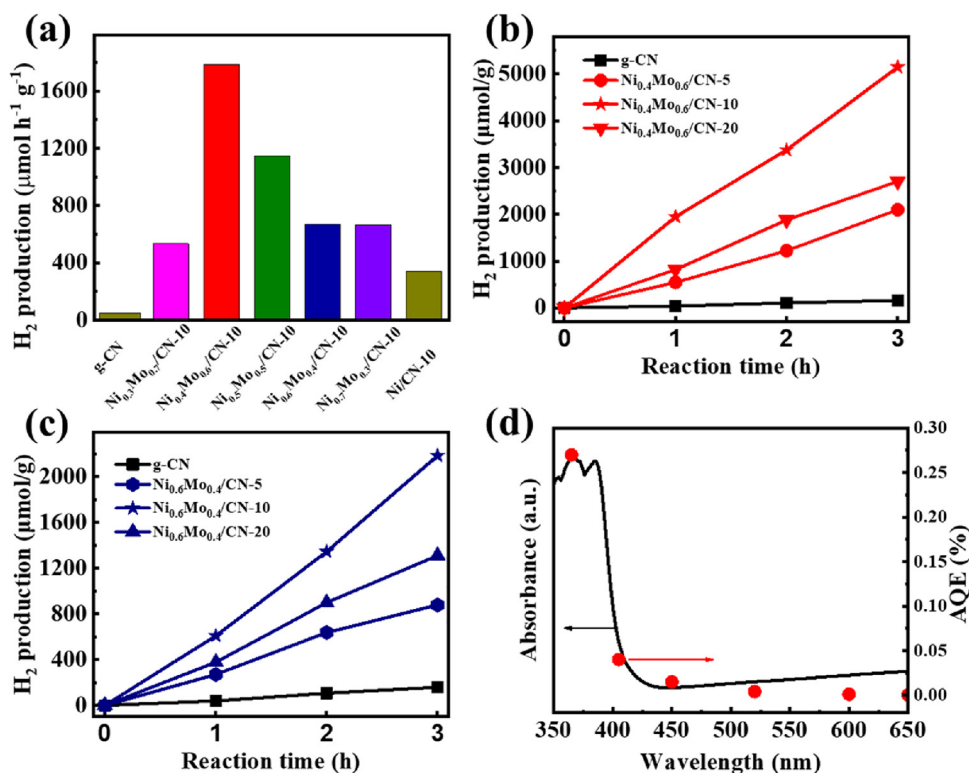 (a)
H₂ production (μmol h⁻¹ g⁻¹)
1600
1200
800
400
0
g-CN
Ni₀.₃Mo₀.₇/CN-10
Ni₀.₄Mo₀.₆/CN-10
Ni₀.₅Mo₀.₅/CN-10
Ni₀.₆Mo₀.₄/CN-10
Ni₀.₇Mo₀.₃/CN-10
Ni/CN-10
(b)
H₂ production (μmol/g)
5000
4000
3000
2000
1000
0
g-CN
Ni₀.₄Mo₀.₆/CN-5
Ni₀.₄Mo₀.₆/CN-10
Ni₀.₄Mo₀.₆/CN-20
0 1 2 3
Reaction time (h)
(c)
H₂ production (μmol/g)
2000
1600
1200
800
400
0
g-CN
Ni₀.₆Mo₀.₄/CN-5
Ni₀.₆Mo₀.₄/CN-10
Ni₀.₆Mo₀.₄/CN-20
0 1 2 3
Reaction time (h)
(d)
Absorbance (a.u.)
0.30
0.25
0.20
0.15
0.10
0.05
0.00
AQE (%)
350 400 450 500 550 600 650
Wavelength (nm)